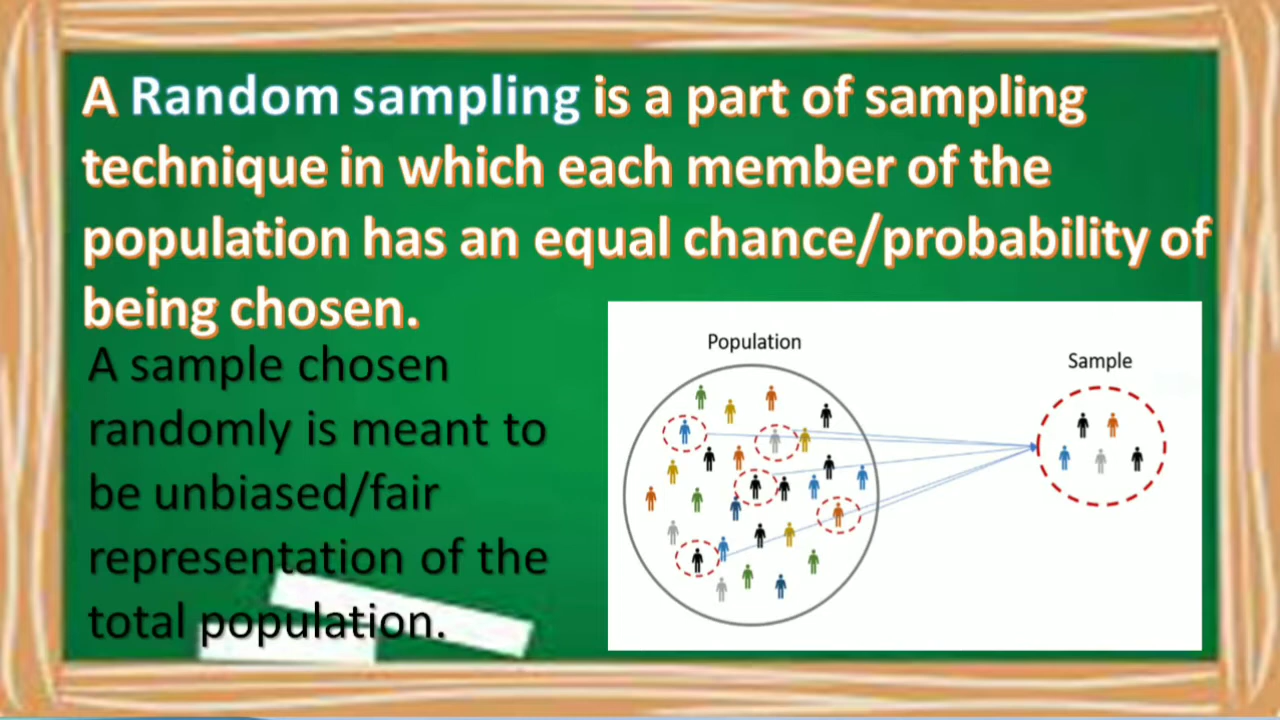 A Random sampling is a part of sampling
technique in which each member of the
population has an equal chance/probability of
being chosen.
A sample chosen
randomly is meant to
be unbiased/fair
representation of the
total population.
Population
Sample